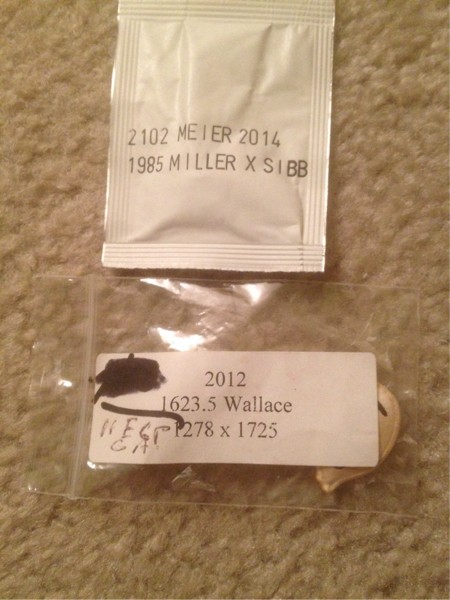 2102 MEIER 2014
1985 MILLER X SIBB
2012
1623.5 Wallace
1278 x 1725